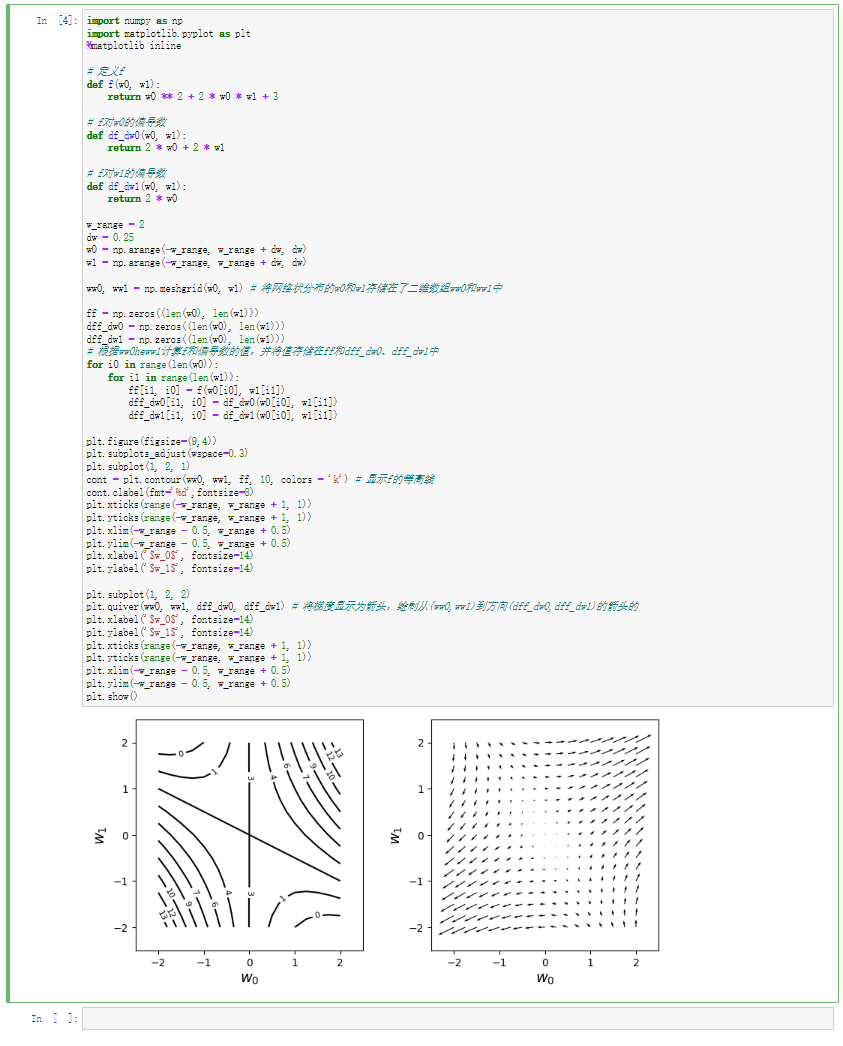 In [4]: import numpy as np
import matplotlib.pyplot as plt
%matplotlib inline
# 定义f
def f(w0, w1):
    return w0 ** 2 + 2 * w0 * w1 + 3
# f对w0的偏导数
def df_dw0(w0, w1):
    return 2 * w0 + 2 * w1
# f对w1的偏导数
def df_dw1(w0, w1):
    return 2 * w0
w_range = 2
dw = 0.25
w0 = np.arange(-w_range, w_range + dw, dw)
w1 = np.arange(-w_range, w_range + dw, dw)
ww0, ww1 = np.meshgrid(w0, w1) # 将网络状分布的w0和w1存储在了二维数组ww0和ww1中
ff = np.zeros((len(w0), len(w1)))
dff_dw0 = np.zeros((len(w0), len(w1)))
dff_dw1 = np.zeros((len(w0), len(w1)))
# 根据ww0heww1计算f和偏导数的值，并将值存储在ff和dff_dw0、dff_dw1中
for i0 in range(len(w0)):
    for i1 in range(len(w1)):
        ff[i1, i0] = f(w0[i0], w1[i1])
        dff_dw0[i1, i0] = df_dw0(w0[i0], w1[i1])
        dff_dw1[i1, i0] = df_dw1(w0[i0], w1[i1])
plt.figure(figsize=(9,4))
plt.subplots_adjust(wspace=0.3)
plt.subplot(1, 2, 1)
cont = plt.contour(ww0, ww1, ff, 10, colors = 'k') # 显示f的等高线
cont.clabel(fmt='%d',fontsize=8)
plt.xticks(range(-w_range, w_range + 1, 1))
plt.yticks(range(-w_range, w_range + 1, 1))
plt.xlim(-w_range - 0.5, w_range + 0.5)
plt.ylim(-w_range - 0.5, w_range + 0.5)
plt.xlabel('$w_0$', fontsize=14)
plt.ylabel('$w_1$', fontsize=14)
plt.subplot(1, 2, 2)
plt.quiver(ww0, ww1, dff_dw0, dff_dw1) # 将梯度显示为箭头，绘制从(ww0,ww1)到方向(dff_dw0,dff_dw1)的箭头的
plt.xlabel('$w_0$', fontsize=14)
plt.ylabel('$w_1$', fontsize=14)
plt.xticks(range(-w_range, w_range + 1, 1))
plt.yticks(range(-w_range, w_range + 1, 1))
plt.xlim(-w_range - 0.5, w_range + 0.5)
plt.ylim(-w_range - 0.5, w_range + 0.5)
plt.show()
2
1
0
−1
−2
w₁
0
1
3
4
6
7
9
10
12
13
3
4
6
7
9
10
12
13
1
0
−2 −1 0 1 2
w₀
2
1
0
−1
−2
w₁
−2 −1 0 1 2
w₀
In [ ]: